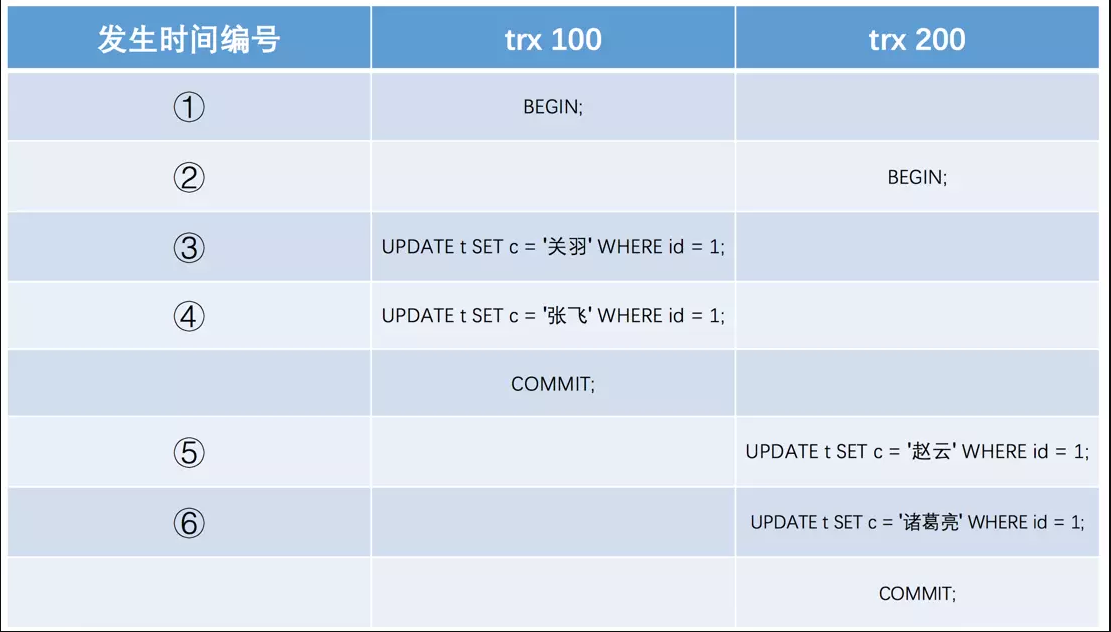 发生时间编号 trx 100 trx 200
① BEGIN;
② BEGIN;
③ UPDATE t SET c = '关羽' WHERE id = 1;
④ UPDATE t SET c = '张飞' WHERE id = 1;
COMMIT;
⑤ UPDATE t SET c = '赵云' WHERE id = 1;
⑥ UPDATE t SET c = '诸葛亮' WHERE id = 1;
COMMIT;